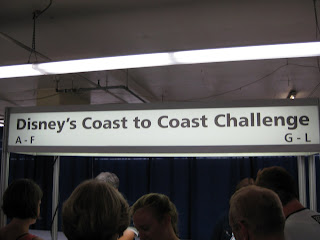 Disney's Coast to Coast Challenge
A - F G - L